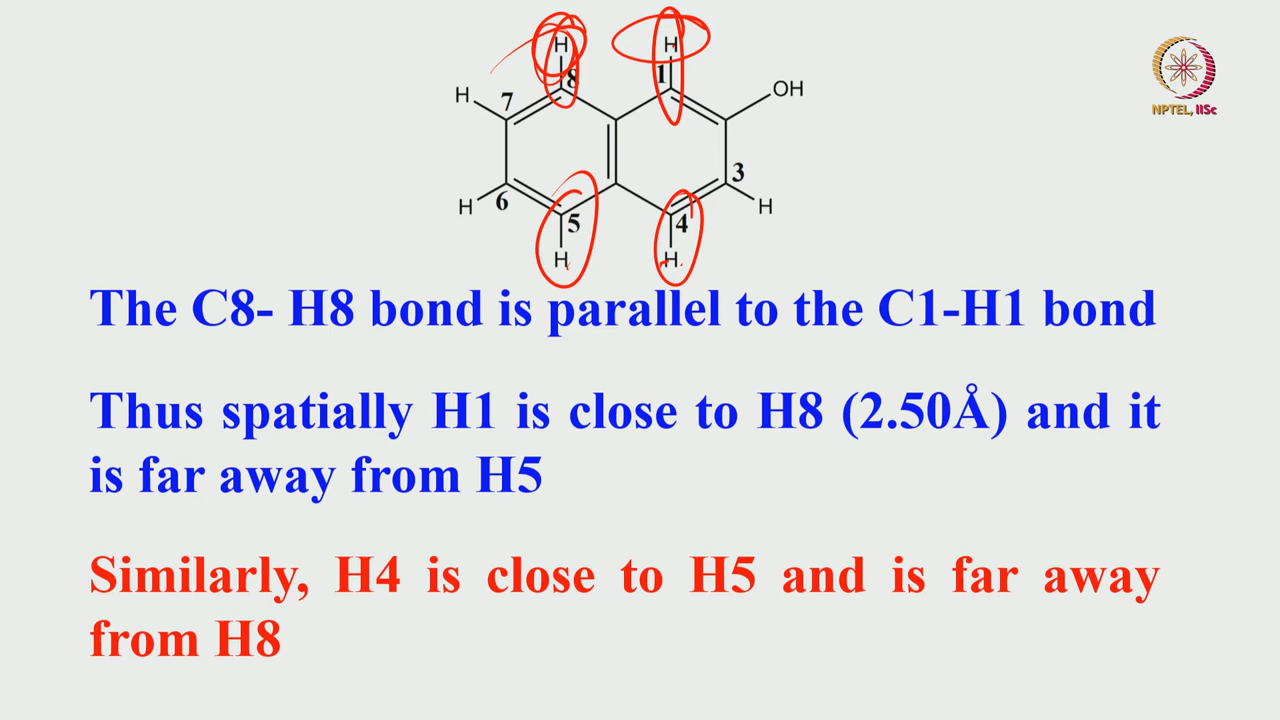 H
H
8
1
H
7
OH
NPTEL, IISc
3
H
6
H
5
4
H
H
The C8- H8 bond is parallel to the C1-H1 bond
Thus spatially H1 is close to H8 (2.50Å) and it
is far away from H5
Similarly, H4 is close to H5 and is far away
from H8